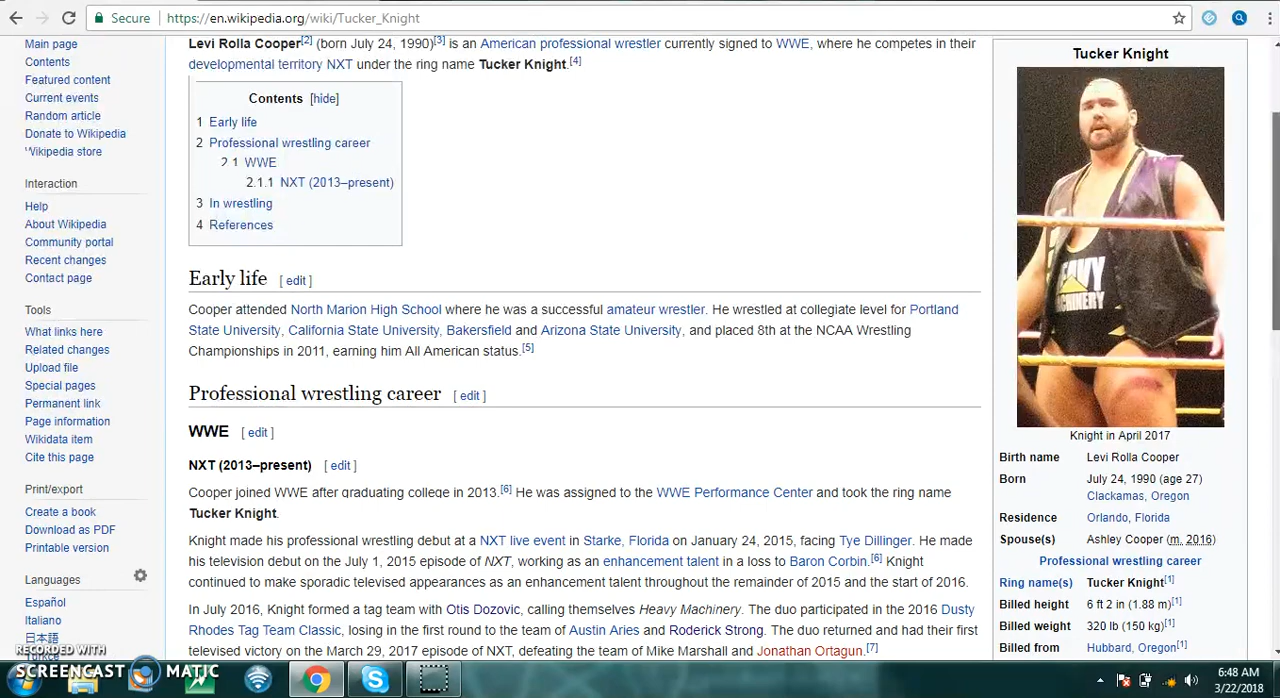 Secure
https://en.wikipedia.org/wiki/Tucker_Knight
Main page
Contents
Featured content
Current events
Random article
Donate to Wikipedia
Wikipedia store
Interaction
Help
About Wikipedia
Community portal
Recent changes
Contact page
Tools
What links here
Related changes
Upload file
Special pages
Permanent link
Page information
Wikidata item
Cite this page
Print/export
Create a book
Download as PDF
Printable version
Languages
Español
Italiano
日本語
Levi Rolla Cooper[2] (born July 24, 1990)[3] is an American professional wrestler currently signed to WWE, where he competes in their
developmental territory NXT under the ring name Tucker Knight.[4]
Contents [hide]
1 Early life
2 Professional wrestling career
2.1 WWE
2.1.1 NXT (2013–present)
3 In wrestling
4 References
Early life [ edit ]
Cooper attended North Marion High School where he was a successful amateur wrestler. He wrestled at collegiate level for Portland
State University, California State University, Bakersfield and Arizona State University, and placed 8th at the NCAA Wrestling
Championships in 2011, earning him All American status.[5]
Professional wrestling career [ edit ]
WWE [ edit ]
NXT (2013–present) [ edit ]
Cooper joined WWE after graduating college in 2013.[6] He was assigned to the WWE Performance Center and took the ring name
Tucker Knight.
Knight made his professional wrestling debut at a NXT live event in Starke, Florida on January 24, 2015, facing Tye Dillinger. He made
his television debut on the July 1, 2015 episode of NXT, working as an enhancement talent in a loss to Baron Corbin.[6] Knight
continued to make sporadic televised appearances as an enhancement talent throughout the remainder of 2015 and the start of 2016.
In July 2016, Knight formed a tag team with Otis Dozovic, calling themselves Heavy Machinery. The duo participated in the 2016 Dusty
Rhodes Tag Team Classic, losing in the first round to the team of Austin Aries and Roderick Strong. The duo returned and had their first
televised victory on the March 29, 2017 episode of NXT, defeating the team of Mike Marshall and Jonathan Ortagun.[7]
Tucker Knight
HEAVY
MACHINERY
Knight in April 2017
Birth name Levi Rolla Cooper
Born July 24, 1990 (age 27)
Clackamas, Oregon
Residence Orlando, Florida
Spouse(s) Ashley Cooper (m. 2016)
Professional wrestling career
Ring name(s) Tucker Knight[1]
Billed height 6 ft 2 in (1.88 m)[1]
Billed weight 320 lb (150 kg)[1]
Billed from Hubbard, Oregon[1]
RECORDED WITH
SCREENCAST MATIC
6:48 AM
3/22/2018